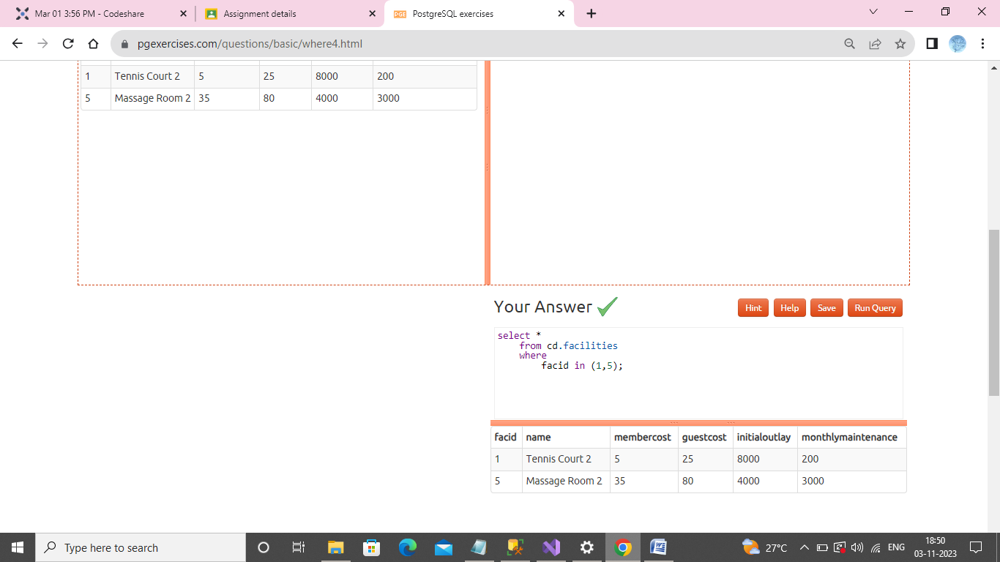 Mar 01 3:56 PM - Codeshare
Assignment details
PGE PostgreSQL exercises
pgexercises.com/questions/basic/where4.html
1 Tennis Court 2 5 25 8000 200
5 Massage Room 2 35 80 4000 3000
Your Answer
Hint Help Save Run Query
select *
from cd.facilities
where
facid in (1,5);
facid name membercost guestcost initialoutlay monthlymaintenance
1 Tennis Court 2 5 25 8000 200
5 Massage Room 2 35 80 4000 3000
Type here to search
27°C
ENG
18:50
03-11-2023